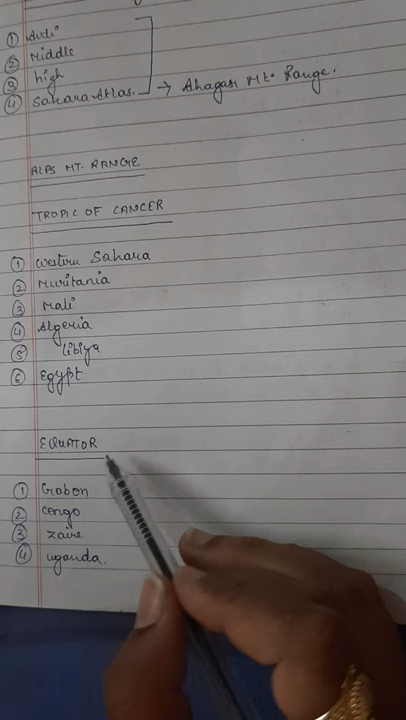 ① Anti
② Middle
③ high
④ Sahara Atlas. → Ahagar Mt. Range.
ALPS MT. RANGE
TROPIC OF CANCER
① Western Sahara
② Muritania
③ Mali
④ Algeria
⑤ libiya
⑥ Egypt.
EQUATOR
① Gabon
② Congo
③ Zaire
④ uganda.